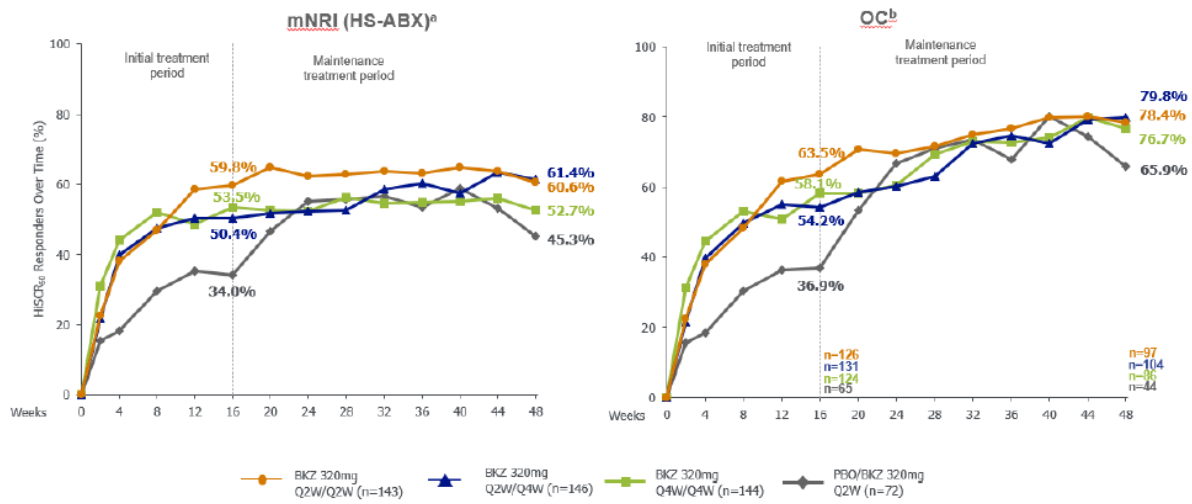 mNRI (HS-ABX)ᵃ
Initial treatment
period
Maintenance
treatment period
HiSCR₅₀ Responders Over Time (%)
100
80
60
40
20
0
59.8%
53.5%
50.4%
34.0%
61.4%
60.6%
52.7%
45.3%
Weeks
0 4 8 12 16 20 24 28 32 36 40 44 48
OCᵇ
Initial treatment
period
Maintenance
treatment period
100
80
60
40
20
0
63.5%
58.1%
54.2%
36.9%
79.8%
78.4%
76.7%
65.9%
n=126
n=131
n=124
n=65
n=97
n=104
n=86
n=44
Weeks
0 4 8 12 16 20 24 28 32 36 40 44 48
BKZ 320mg
Q2W/Q2W (n=143)
BKZ 320mg
Q2W/Q4W (n=146)
BKZ 320mg
Q4W/Q4W (n=144)
PBO/BKZ 320mg
Q2W (n=72)